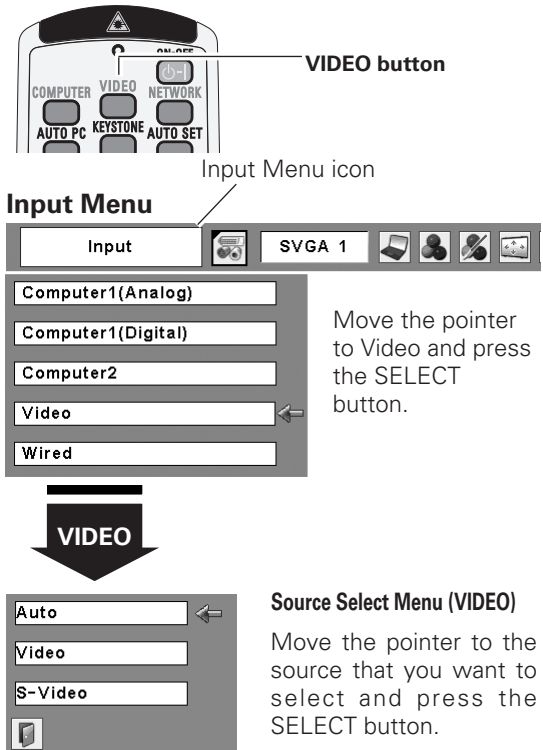 ON-OFF
VIDEO button
COMPUTER VIDEO NETWORK
AUTO PC KEYSTONE AUTO SET
Input Menu icon
Input Menu
Input SVGA 1
Computer1(Analog)
Computer1(Digital)
Computer2
Video
Wired
Move the pointer
to Video and press
the SELECT
button.
VIDEO
Auto
Video
S-Video
Source Select Menu (VIDEO)
Move the pointer to the
source that you want to
select and press the
SELECT button.